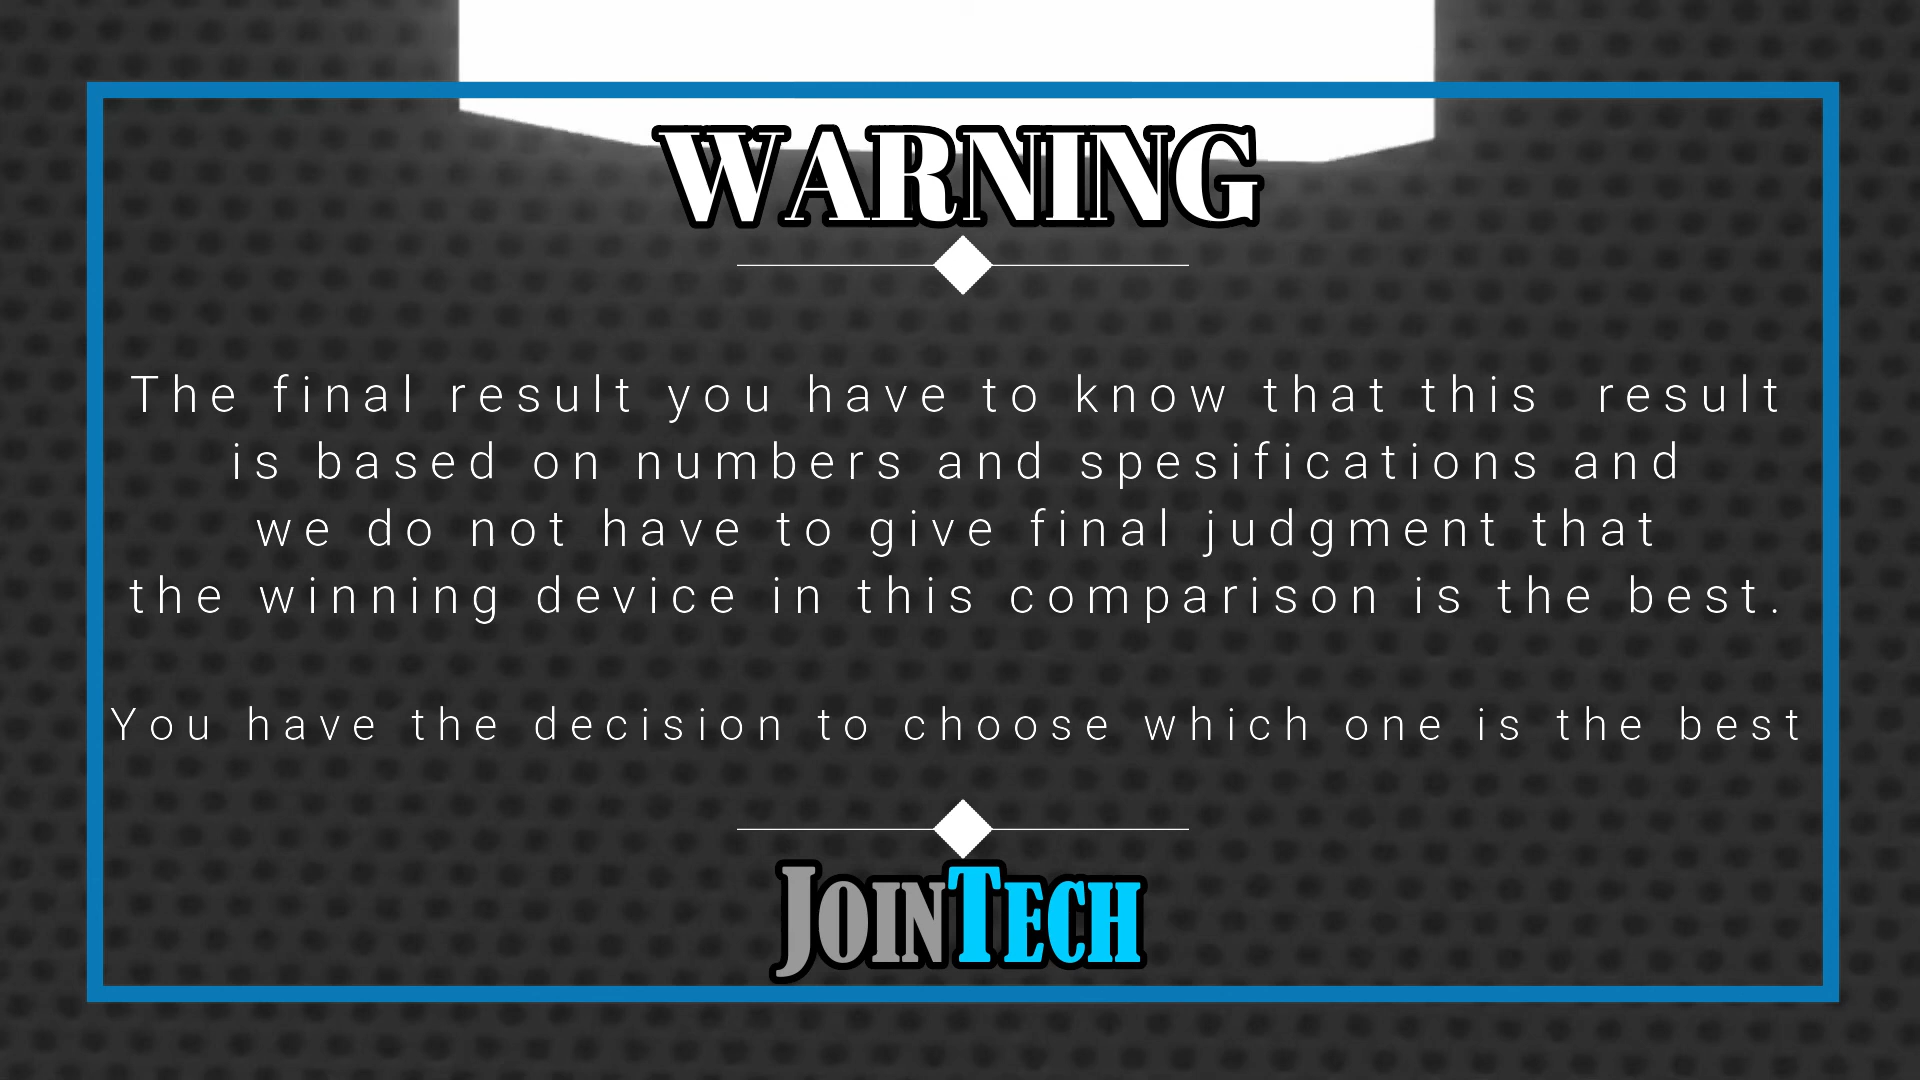 WARNING
The final result you have to know that this result
is based on numbers and spesifications and
we do not have to give final judgment that
the winning device in this comparison is the best.
You have the decision to choose which one is the best
JOINTECH